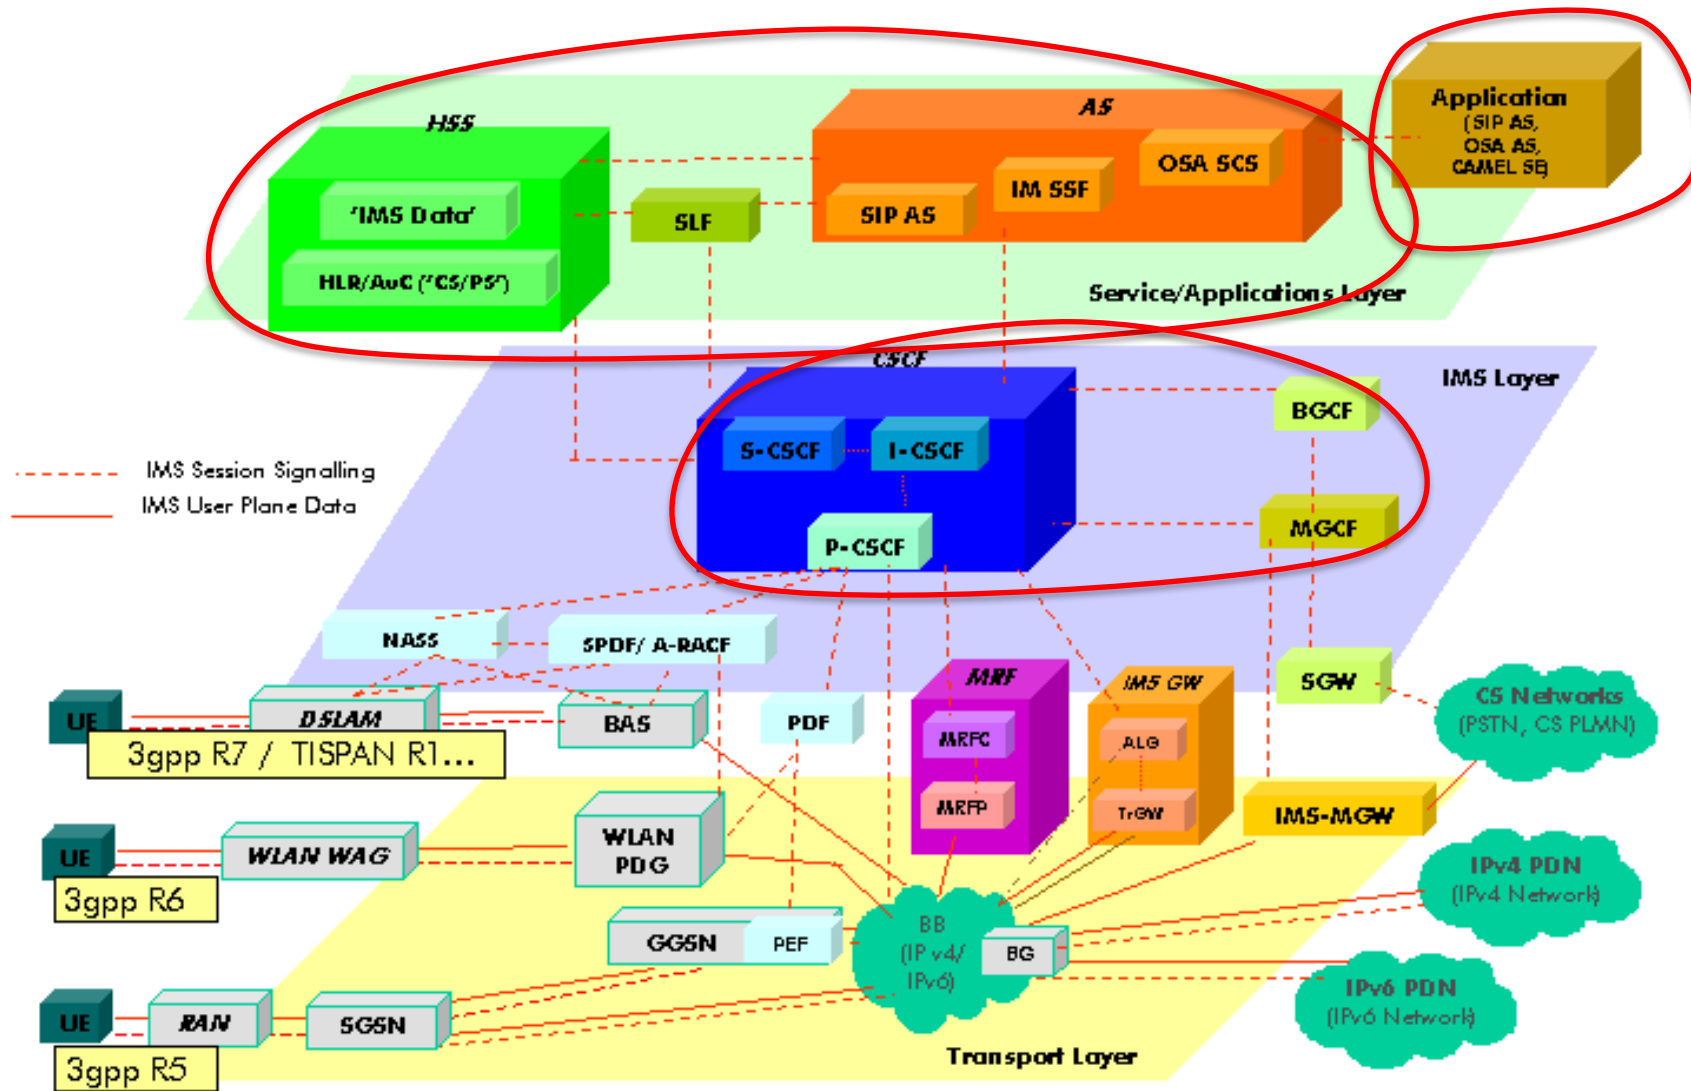 HSS
AS
Application
(SIP AS,
OSA AS,
CAMEL SE)
'IMS Data'
SLF
SIP AS
IM SSF
OSA SCS
HLR/AuC ('CS/PS')
Service/Applications Layer
CSCF
IMS Layer
S-CSCF
I-CSCF
BGCF
IMS Session Signalling
IMS User Plane Data
P-CSCF
MGCF
NASS
SPDF/ A-RACF
MRF
IMS GW
SGW
CS Networks
(PSTN, CS PLMN)
UE
DSLAM
BAS
PDF
MRFC
ALG
3gpp R7 / TISPAN R1...
MRFP
TrGW
IMS-MGW
UE
WLAN WAG
WLAN
PDG
3gpp R6
IPv4 PDN
(IPv4 Network)
GGSN
PEF
BB
(IP v4/
IPv6)
BG
IPv6 PDN
(IPv6 Network)
UE
RAN
SGSN
3gpp R5
Transport Layer